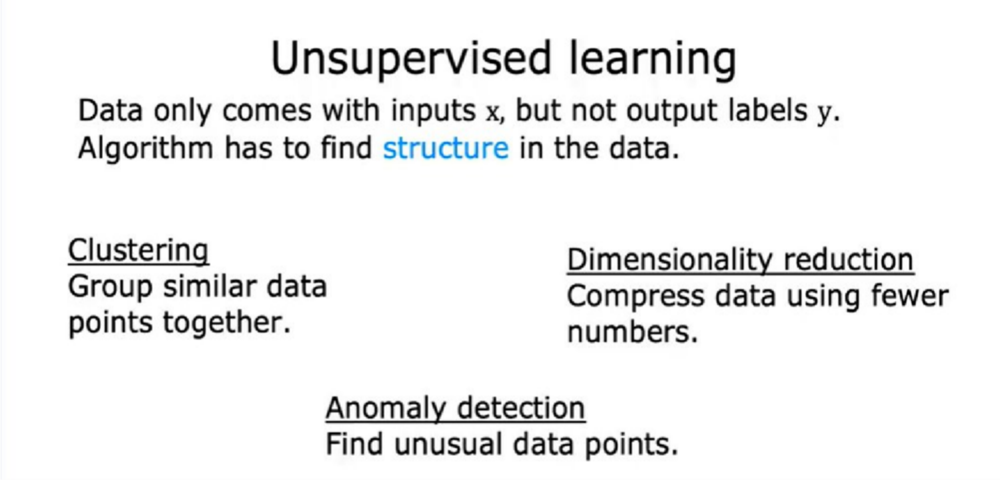 Unsupervised learning
Data only comes with inputs x, but not output labels y.
Algorithm has to find structure in the data.
Clustering
Group similar data
points together.
Dimensionality reduction
Compress data using fewer
numbers.
Anomaly detection
Find unusual data points.